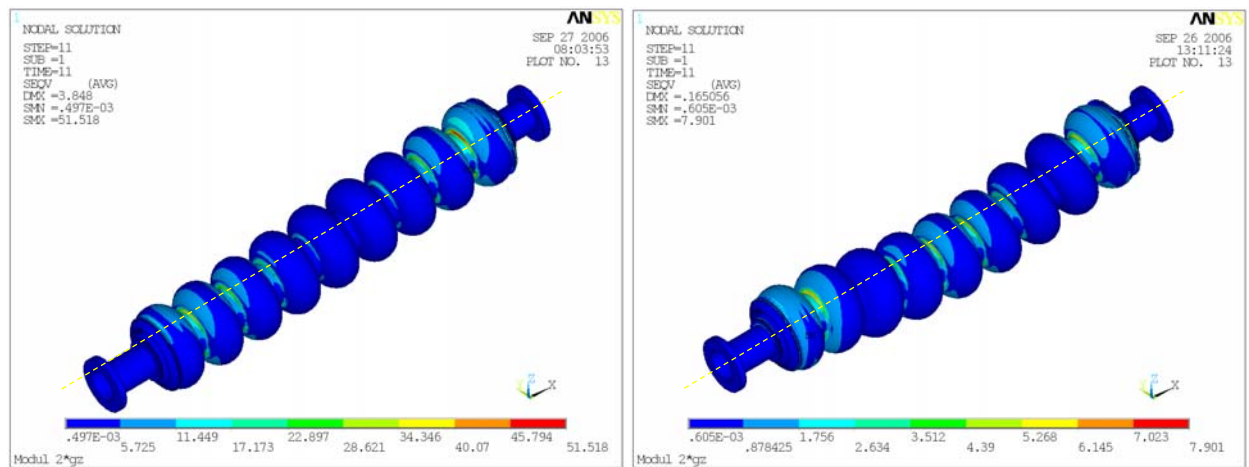 1
ANSYS
NODAL SOLUTION
SEP 27 2006
08:03:53
PLOT NO. 13
STEP=11
SUB =1
TIME=11
SEQV (AVG)
DMX =3.848
SMN =.497E-03
SMX =51.518
Z
X
.497E-03 5.725 11.449 17.173 22.897 28.621 34.346 40.07 45.794 51.518
Modul 2*gz
1
ANSYS
NODAL SOLUTION
SEP 26 2006
13:11:24
PLOT NO. 13
STEP=11
SUB =1
TIME=11
SEQV (AVG)
DMX =.165056
SMN =.605E-03
SMX =7.901
Z
X
.605E-03 .878425 1.756 2.634 3.512 4.39 5.268 6.145 7.023 7.901
Modul 2*gz